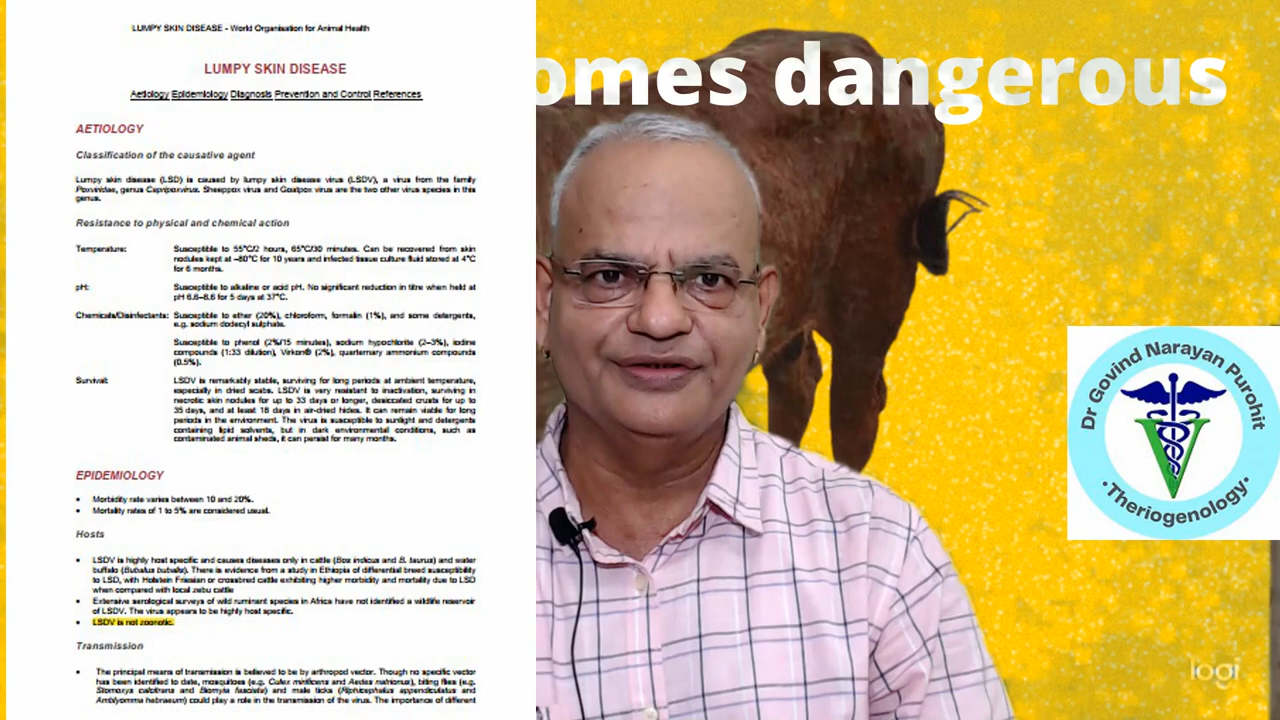 LUMPY SKIN DISEASE - World Organisation for Animal Health
LUMPY SKIN DISEASE
Aetiology Epidemiology Diagnosis Prevention and Control References
AETIOLOGY
Classification of the causative agent
Lumpy skin disease (LSD) is caused by lumpy skin disease virus (LSDV), a virus from the family
Poxviridae, genus Capripoxvirus. Sheeppox virus and Goatpox virus are the two other virus species in this
genus.
Resistance to physical and chemical action
Temperature: Susceptible to 55°C/2 hours, 65°C/30 minutes. Can be recovered from skin
nodules kept at –80°C for 10 years and infected tissue culture fluid stored at 4°C
for 6 months.
pH: Susceptible to alkaline or acid pH. No significant reduction in titre when held at
pH 6.6–8.6 for 5 days at 37°C.
Chemicals/Disinfectants: Susceptible to ether (20%), chloroform, formalin (1%), and some detergents,
e.g. sodium dodecyl sulphate.
Susceptible to phenol (2%/15 minutes), sodium hypochlorite (2–3%), iodine
compounds (1:33 dilution), Virkon® (2%), quaternary ammonium compounds
(0.5%).
Survival: LSDV is remarkably stable, surviving for long periods at ambient temperature,
especially in dried scabs. LSDV is very resistant to inactivation, surviving in
necrotic skin nodules for up to 33 days or longer, desiccated crusts for up to
35 days, and at least 18 days in air-dried hides. It can remain viable for long
periods in the environment. The virus is susceptible to sunlight and detergents
containing lipid solvents, but in dark environmental conditions, such as
contaminated animal sheds, it can persist for many months.
EPIDEMIOLOGY
• Morbidity rate varies between 10 and 20%.
• Mortality rates of 1 to 5% are considered usual.
Hosts
• LSDV is highly host specific and causes diseases only in cattle (Bos indicus and B. taurus) and water
buffalo (Bubalus bubalis). There is evidence from a study in Ethiopia of differential breed susceptibility
to LSD, with Holstein Friesian or crossbred cattle exhibiting higher morbidity and mortality due to LSD
when compared with local zebu cattle
• Extensive serological surveys of wild ruminant species in Africa have not identified a wildlife reservoir
of LSDV. The virus appears to be highly host specific.
• LSDV is not zoonotic.
Transmission
• The principal means of transmission is believed to be by arthropod vector. Though no specific vector
has been identified to date, mosquitoes (e.g. Culex mirificens and Aedes natrionus), biting flies (e.g.
Stomoxys calcitrans and Biomyia fasciata) and male ticks (Riphicephalus appendiculatus and
Amblyomma hebraeum) could play a role in the transmission of the virus. The importance of different
omes dangerous
Dr Govind Narayan Purohit
•Theriogenology•
logi